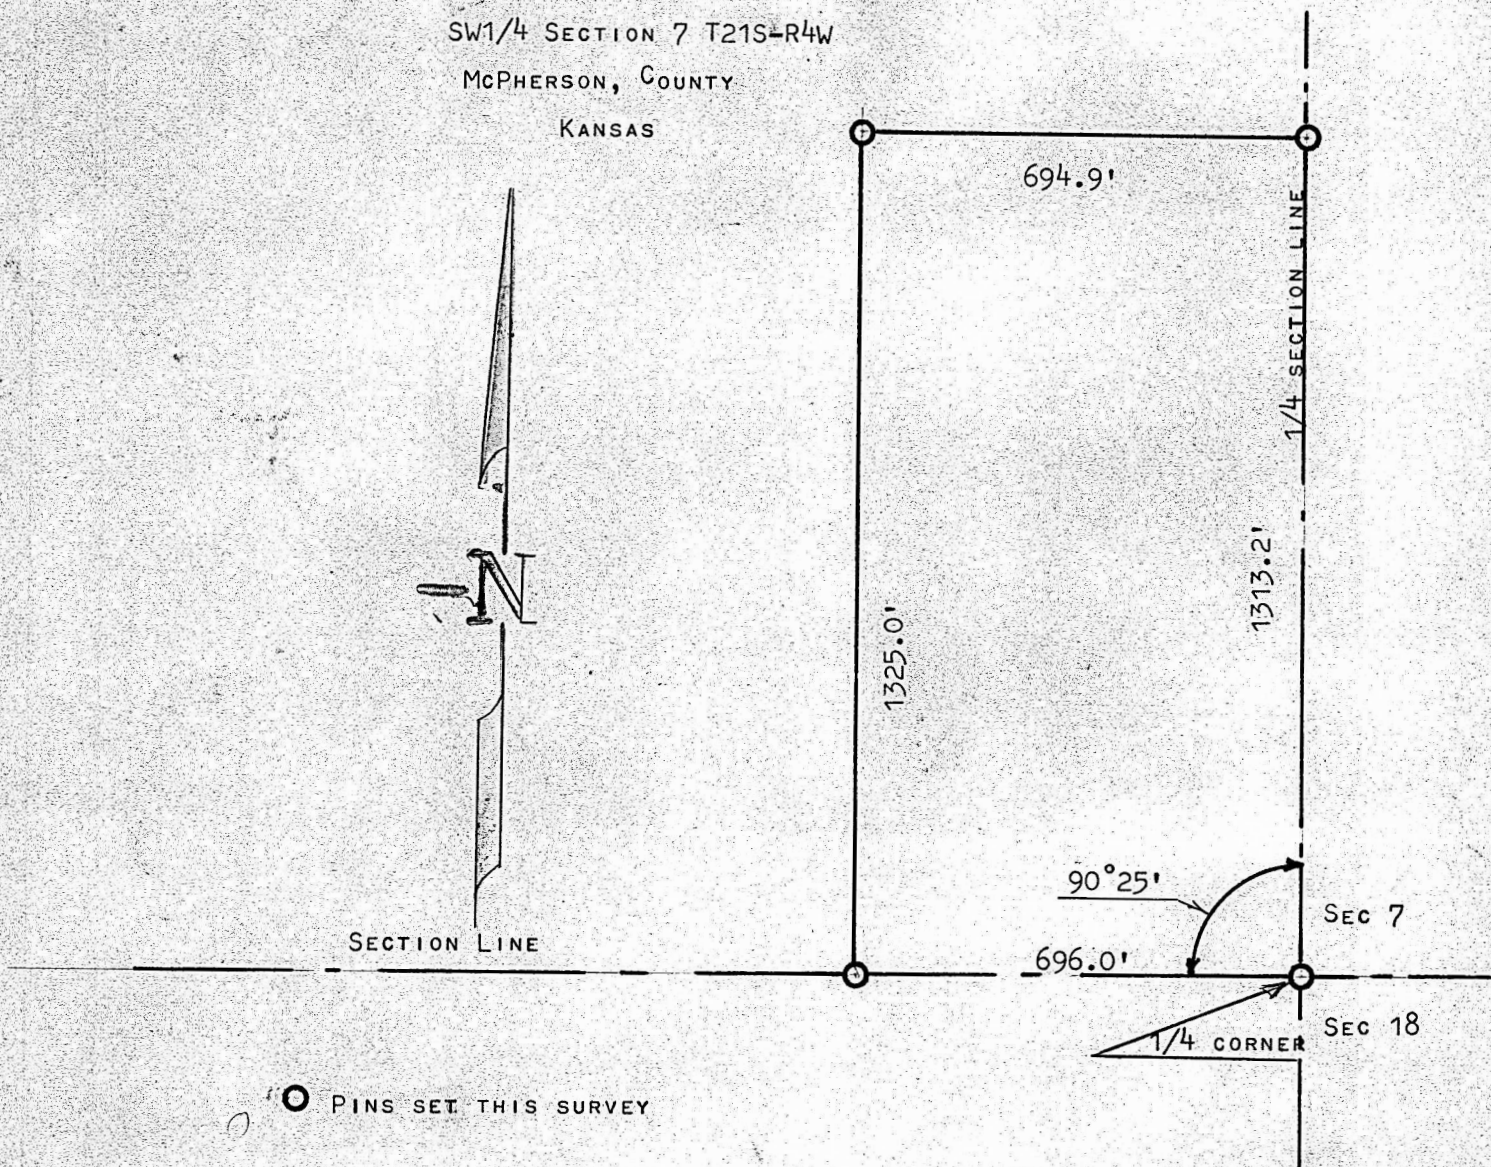 SW1/4 SECTION 7 T21S-R4W
MCPHERSON, COUNTY
KANSAS
694.9'
1/4 SECTION LINE
1313.2'
1325.0'
N
90°25'
SEC 7
SECTION LINE
696.0'
SEC 18
1/4 CORNER
PINS SET THIS SURVEY